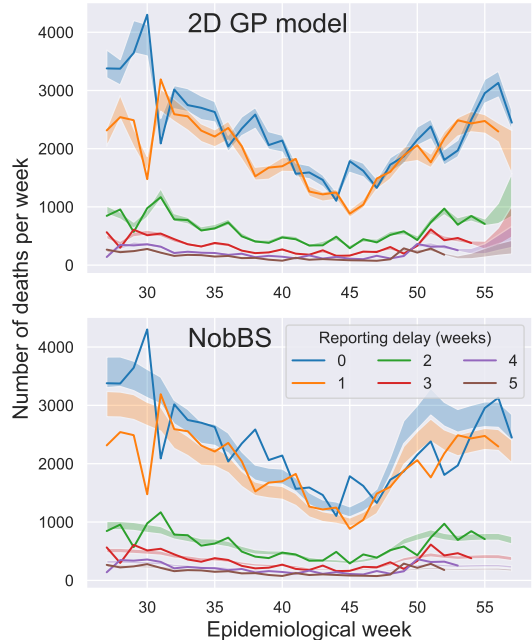 2D GP model
4000
3000
2000
1000
0
30 35 40 45 50 55
Number of deaths per week
NobBS
Reporting delay (weeks)
0 2 4
1 3 5
4000
3000
2000
1000
0
30 35 40 45 50 55
Epidemiological week